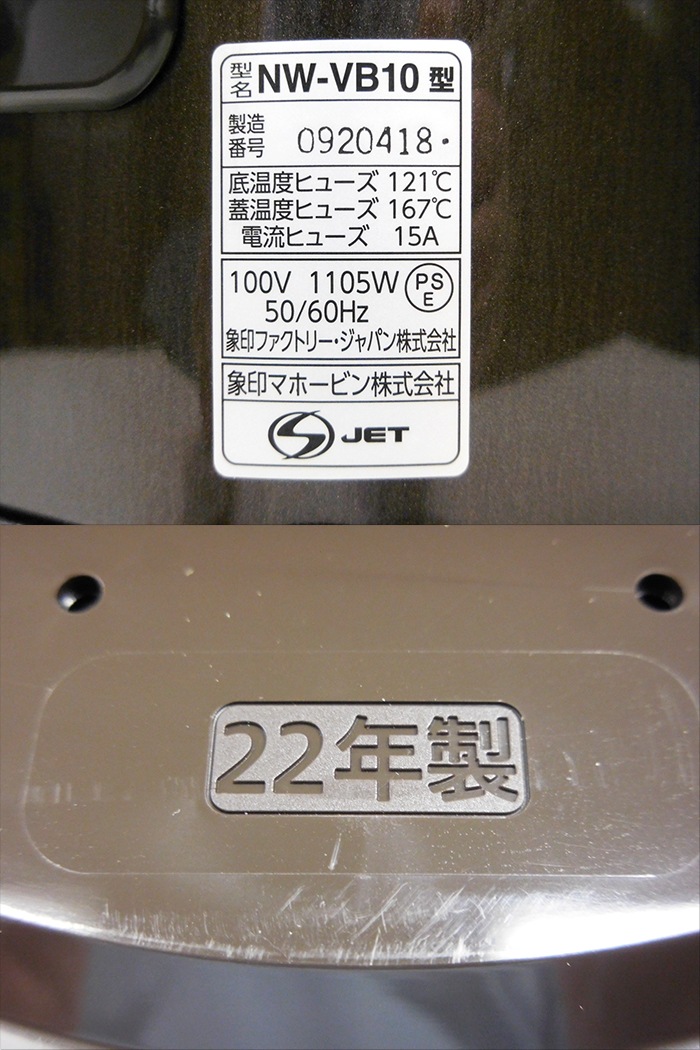 型名 NW-VB10 型
製造番号 0920418・
底温度ヒューズ 121℃
蓋温度ヒューズ 167℃
電流ヒューズ 15A
100V 1105W PSE
50/60Hz
象印ファクトリー・ジャパン株式会社
象印マホービン株式会社
S JET
22年製